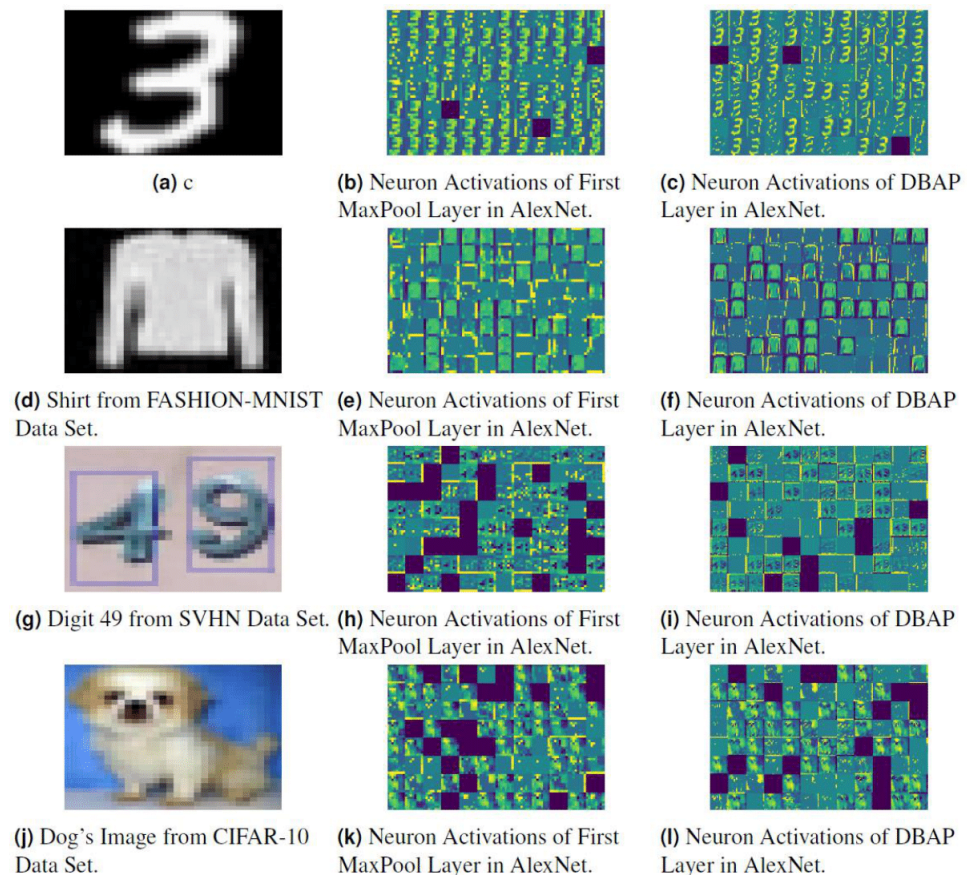 (a) c
(b) Neuron Activations of First
MaxPool Layer in AlexNet.
(c) Neuron Activations of DBAP
Layer in AlexNet.
(d) Shirt from FASHION-MNIST
Data Set.
(e) Neuron Activations of First
MaxPool Layer in AlexNet.
(f) Neuron Activations of DBAP
Layer in AlexNet.
49
(g) Digit 49 from SVHN Data Set.
(h) Neuron Activations of First
MaxPool Layer in AlexNet.
(i) Neuron Activations of DBAP
Layer in AlexNet.
(j) Dog's Image from CIFAR-10
Data Set.
(k) Neuron Activations of First
MaxPool Layer in AlexNet.
(l) Neuron Activations of DBAP
Layer in AlexNet.